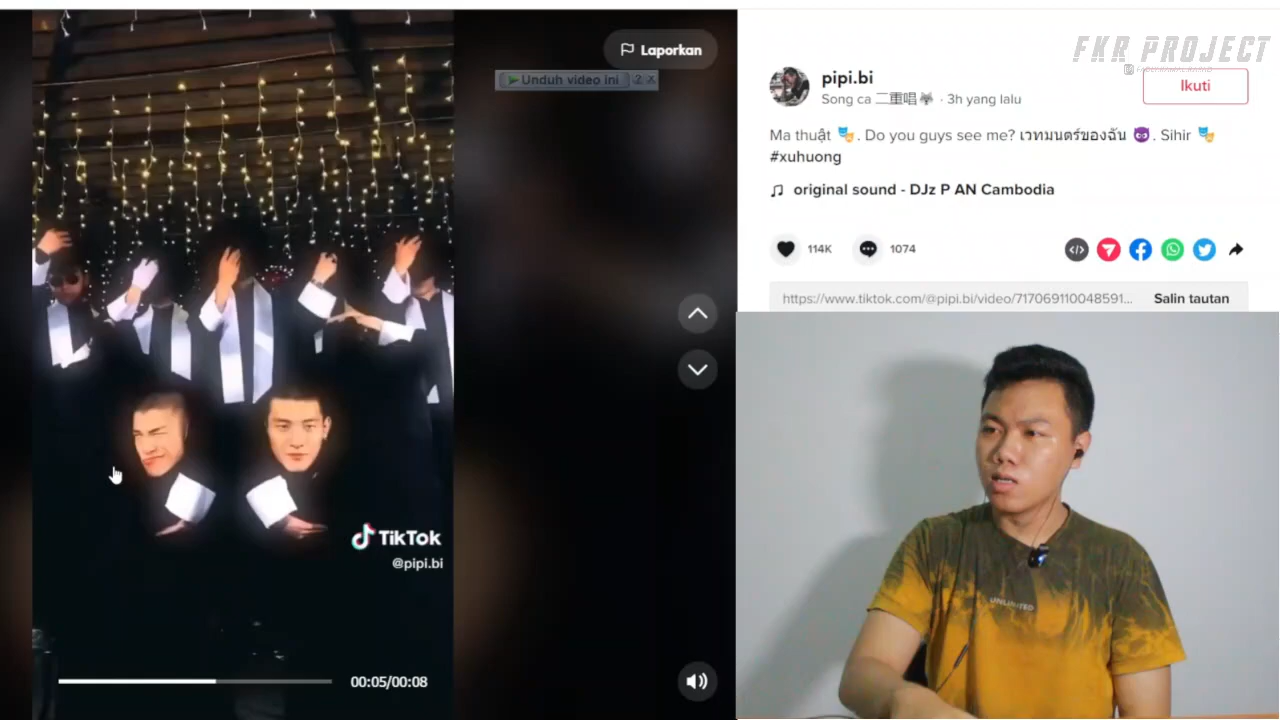 FKR PROJECT
Laporkan
Unduh video ini
?
X
pipi.bi
Song ca 二重唱 · 3h yang lalu
Ikuti
Ma thuật 🎭. Do you guys see me? เวทมนตร์ของฉัน 😈. Sihir 🎭
#xuhuong
original sound - DJz P AN Cambodia
114K
1074
https://www.tiktok.com/@pipi.bi/video/717069110048591...
Salin tautan
TikTok
@pipi.bi
00:05/00:08
UNLIMITED